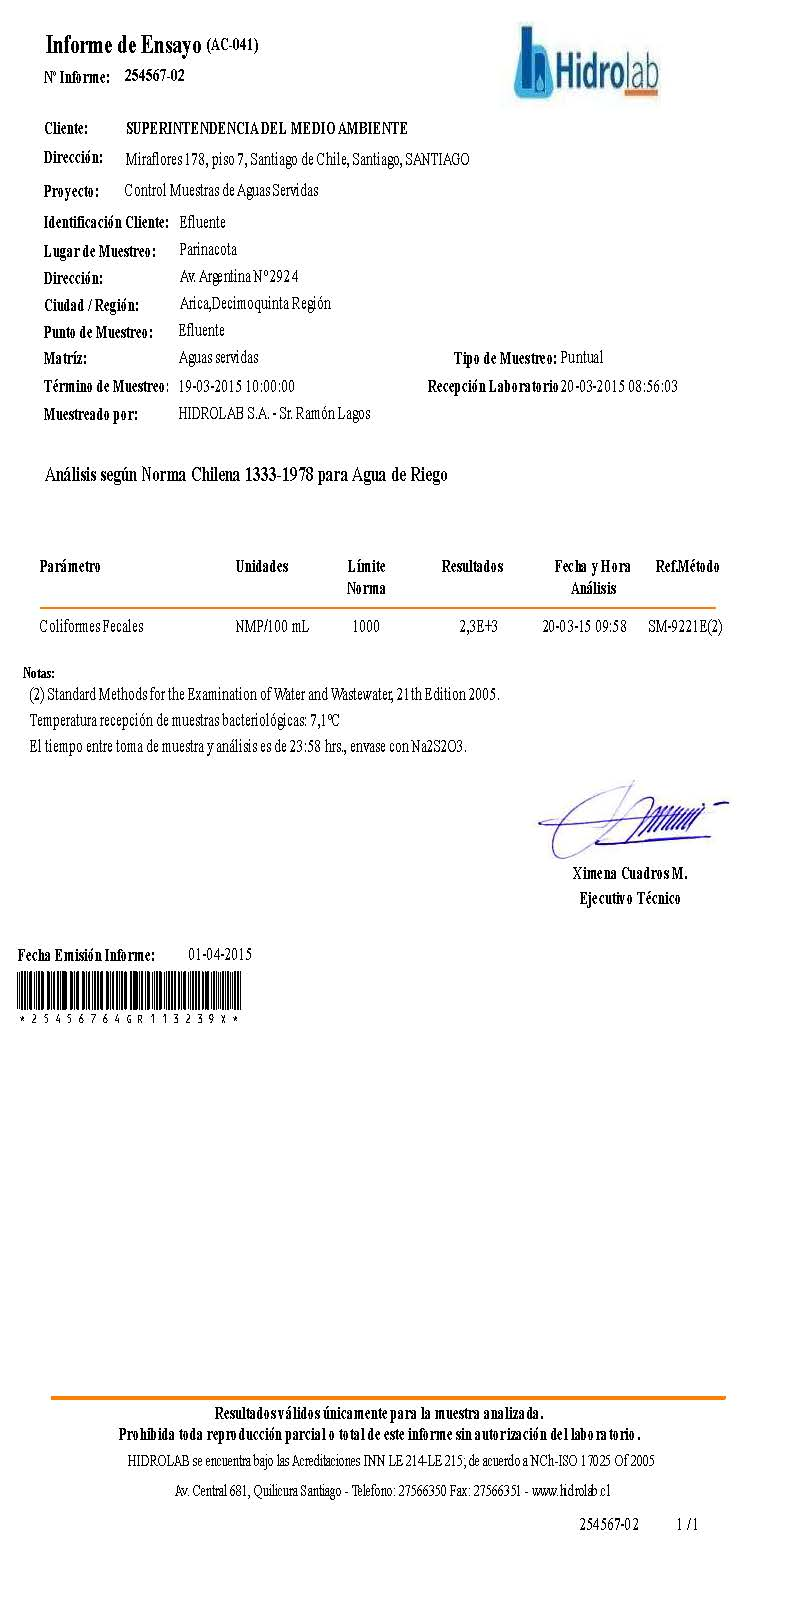 Informe de Ensayo (AC-041)
Hidrolab
Nº Informe: 254567-02
Cliente: SUPERINTENDENCIA DEL MEDIO AMBIENTE
Dirección: Miraflores 178, piso 7, Santiago de Chile, Santiago, SANTIAGO
Proyecto: Control Muestras de Aguas Servidas
Identificación Cliente: Efluente
Lugar de Muestreo: Parinacota
Dirección: Av. Argentina Nº2924
Ciudad / Región: Arica,Decimoquinta Región
Punto de Muestreo: Efluente
Matríz: Aguas servidas Tipo de Muestreo: Puntual
Término de Muestreo: 19-03-2015 10:00:00 Recepción Laboratorio 20-03-2015 08:56:03
Muestreado por: HIDROLAB S.A. - Sr. Ramón Lagos
Análisis según Norma Chilena 1333-1978 para Agua de Riego
Parámetro Unidades Límite Resultados Fecha y Hora Ref.Método
Norma Análisis
Coliformes Fecales NMP/100 mL 1000 2,3E+3 20-03-15 09:58 SM-9221E(2)
Notas:
(2) Standard Methods for the Examination of Water and Wastewater, 21th Edition 2005.
Temperatura recepción de muestras bacteriológicas: 7,1ºC
El tiempo entre toma de muestra y análisis es de 23:58 hrs., envase con Na2S2O3.
Ximena Cuadros M.
Ejecutivo Técnico
Fecha Emisión Informe: 01-04-2015
*25456764GR113239X*
Resultados válidos únicamente para la muestra analizada.
Prohibida toda reproducción parcial o total de este informe sin autorización del laboratorio.
HIDROLAB se encuentra bajo las Acreditaciones INN LE 214-LE 215; de acuerdo a NCh-ISO 17025 Of 2005
Av. Central 681, Quilicura Santiago - Telefono: 27566350 Fax: 27566351 - www.hidrolab.cl
254567-02 1 /1